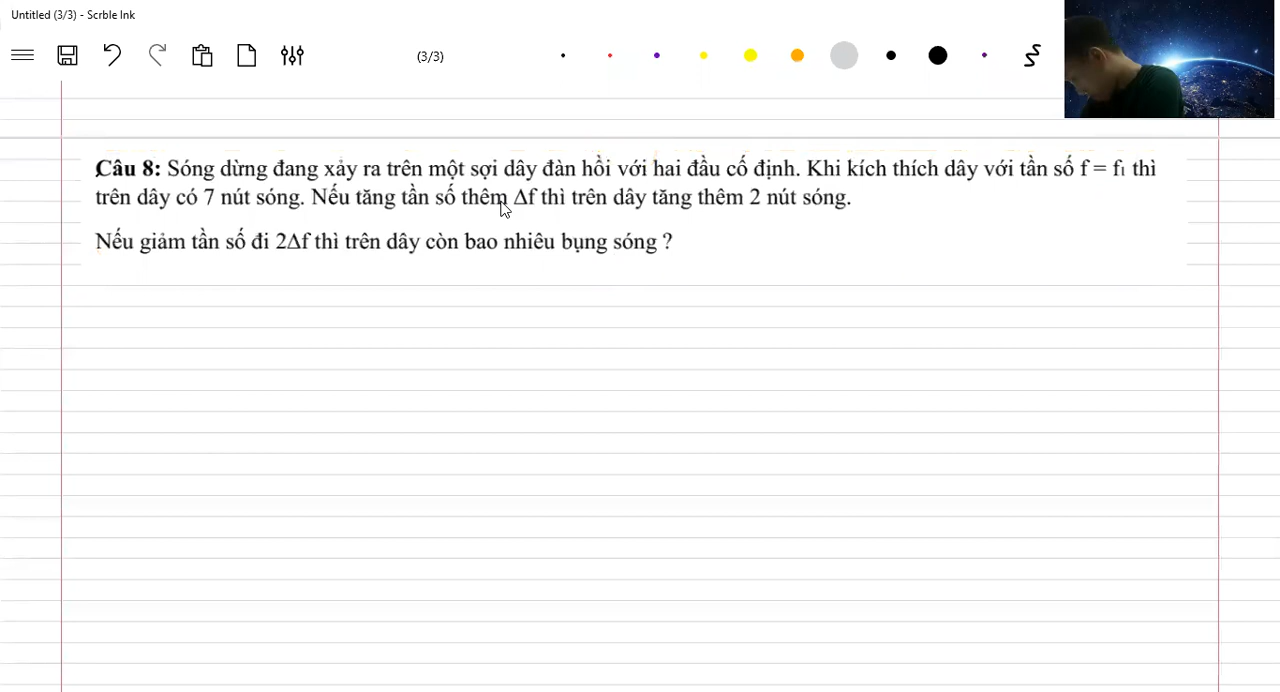 Untitled (3/3) - Scrble Ink
(3/3)
Câu 8: Sóng dừng đang xảy ra trên một sợi dây đàn hồi với hai đầu cố định. Khi kích thích dây với tần số f = f₁ thì
trên dây có 7 nút sóng. Nếu tăng tần số thêm Δf thì trên dây tăng thêm 2 nút sóng.
Nếu giảm tần số đi 2Δf thì trên dây còn bao nhiêu bụng sóng ?